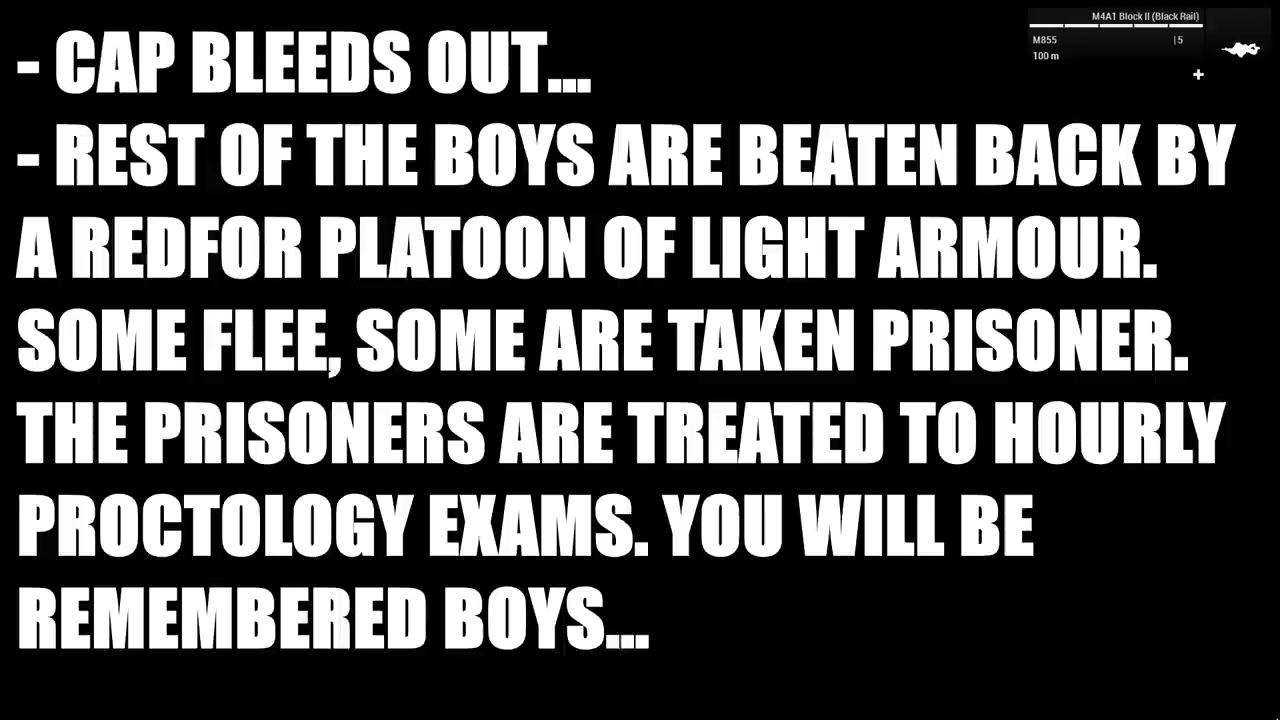 - CAP BLEEDS OUT...
- REST OF THE BOYS ARE BEATEN BACK BY
A REDFOR PLATOON OF LIGHT ARMOUR.
SOME FLEE, SOME ARE TAKEN PRISONER.
THE PRISONERS ARE TREATED TO HOURLY
PROCTOLOGY EXAMS. YOU WILL BE
REMEMBERED BOYS...
M4A1 Block II (Black Rail)
M855 | 5
100 m